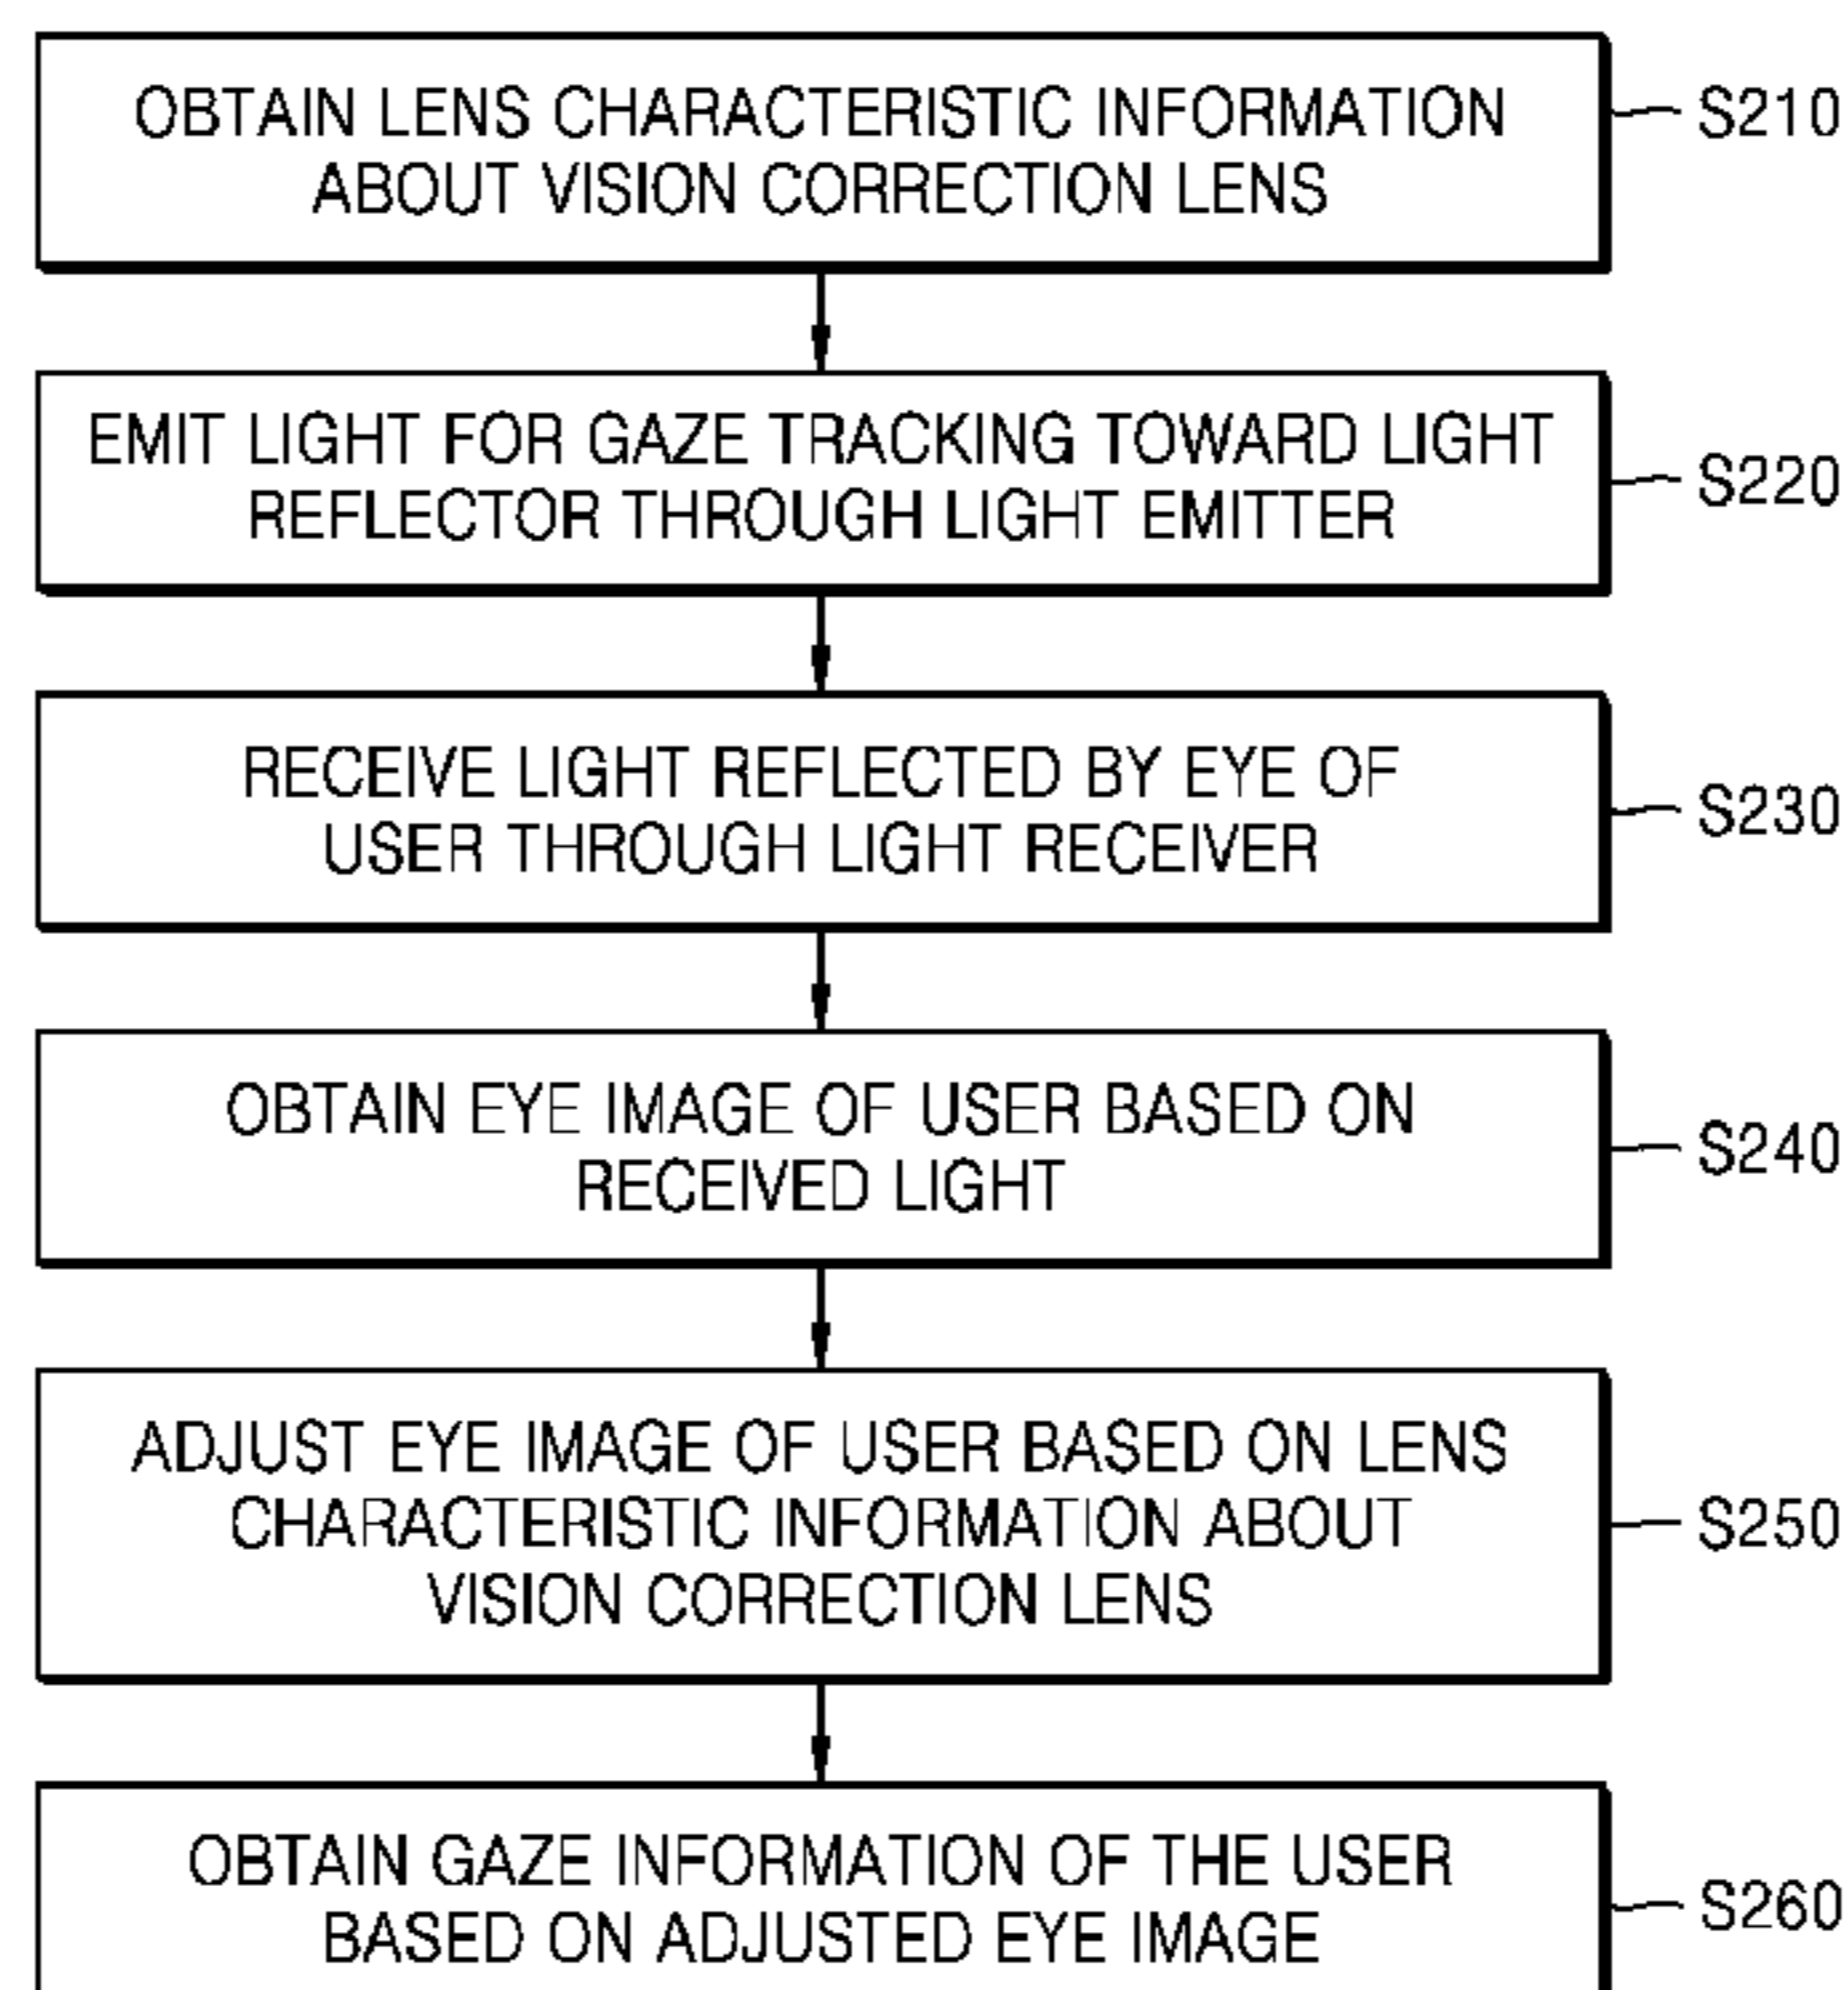 OBTAIN LENS CHARACTERISTIC INFORMATION
ABOUT VISION CORRECTION LENS
S210
EMIT LIGHT FOR GAZE TRACKING TOWARD LIGHT
REFLECTOR THROUGH LIGHT EMITTER
S220
RECEIVE LIGHT REFLECTED BY EYE OF
USER THROUGH LIGHT RECEIVER
S230
OBTAIN EYE IMAGE OF USER BASED ON
RECEIVED LIGHT
S240
ADJUST EYE IMAGE OF USER BASED ON LENS
CHARACTERISTIC INFORMATION ABOUT
VISION CORRECTION LENS
S250
OBTAIN GAZE INFORMATION OF THE USER
BASED ON ADJUSTED EYE IMAGE
S260